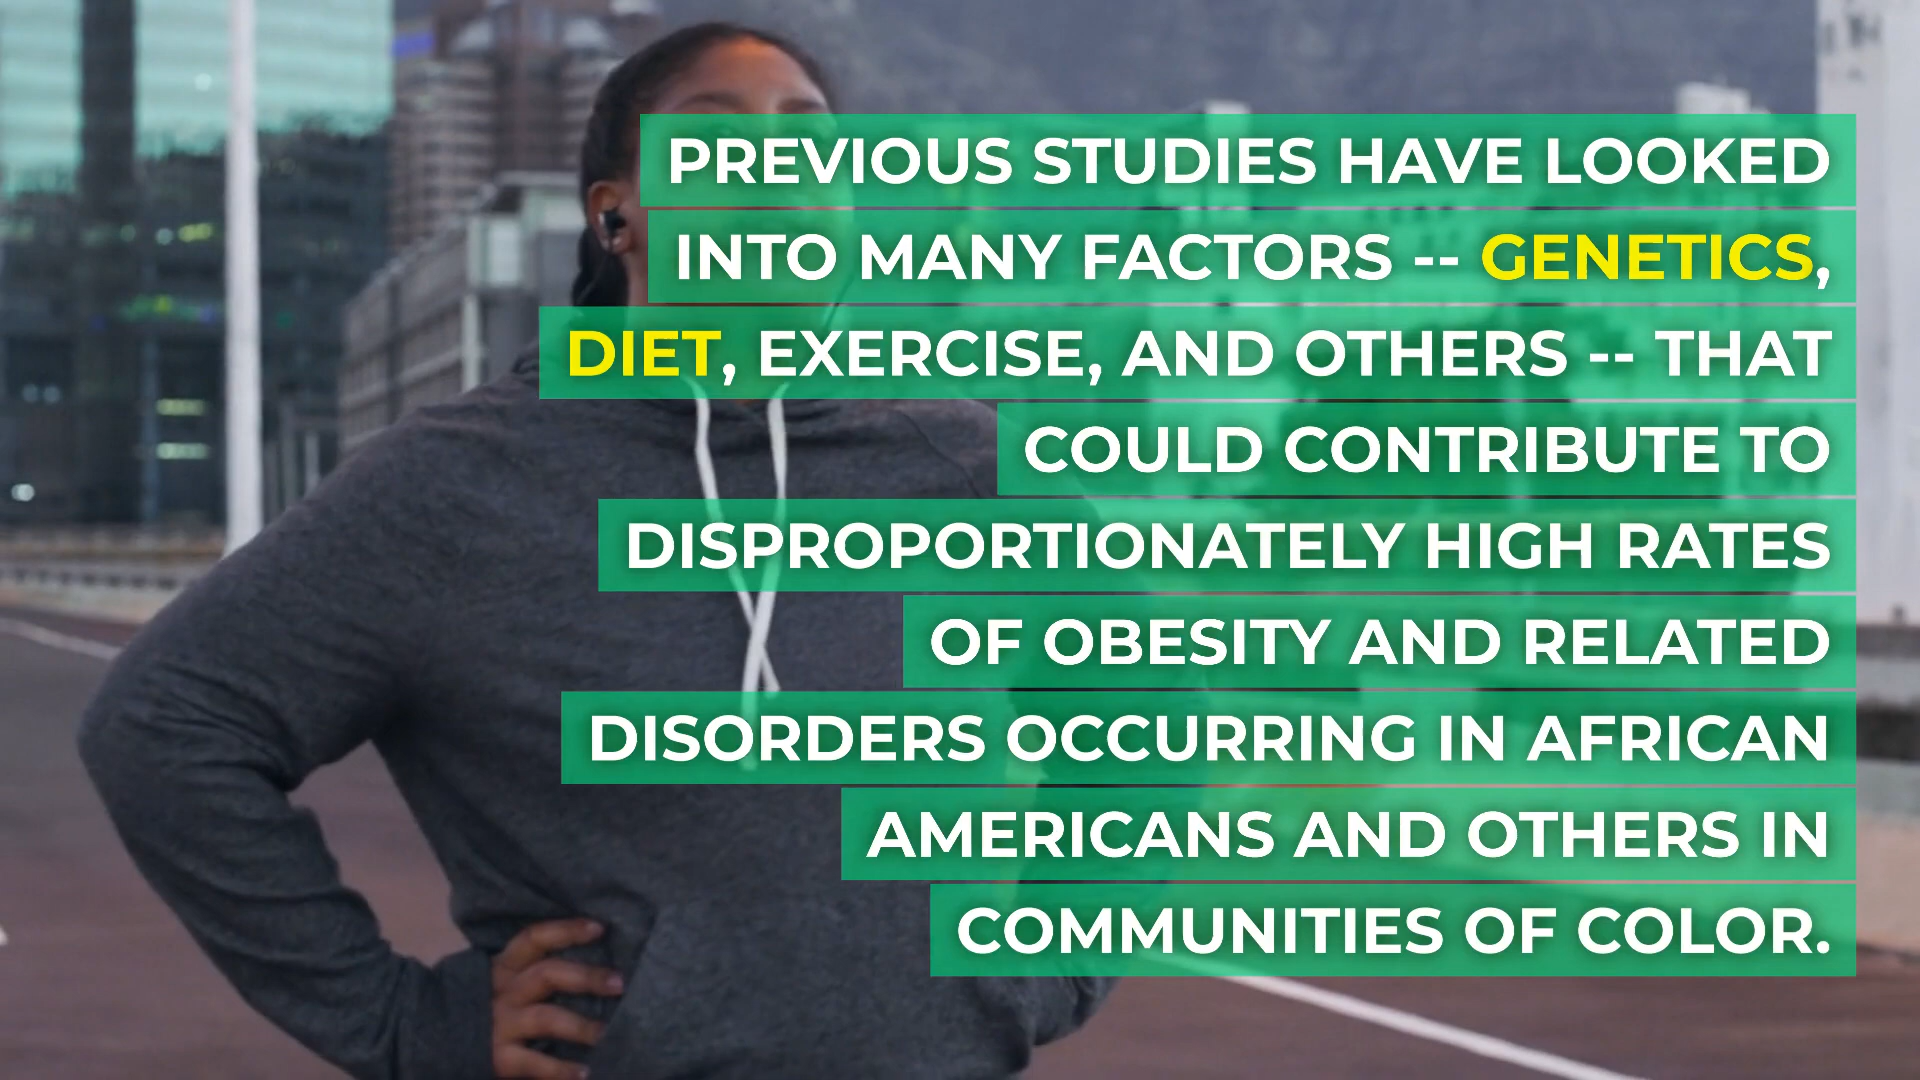 PREVIOUS STUDIES HAVE LOOKED
INTO MANY FACTORS -- GENETICS,
DIET, EXERCISE, AND OTHERS -- THAT
COULD CONTRIBUTE TO
DISPROPORTIONATELY HIGH RATES
OF OBESITY AND RELATED
DISORDERS OCCURRING IN AFRICAN
AMERICANS AND OTHERS IN
COMMUNITIES OF COLOR.